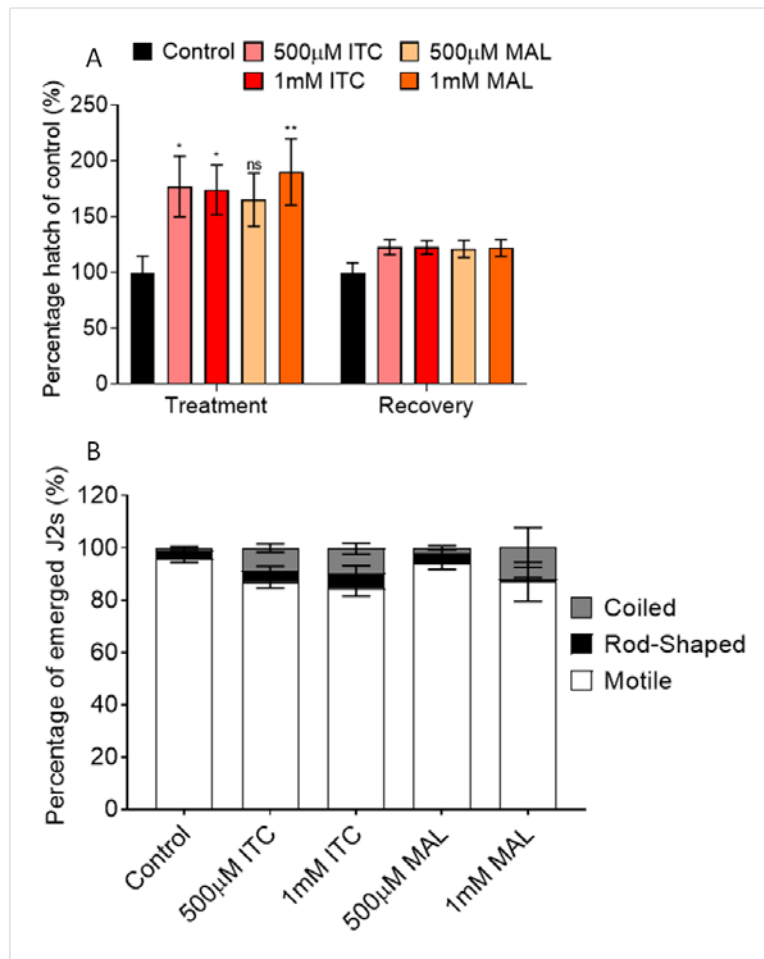 A
Control
500μM ITC
500μM MAL
1mM ITC
1mM MAL
Percentage hatch of control (%)
250
200
150
100
50
0
*
*
ns
**
Treatment
Recovery
B
Percentage of emerged J2s (%)
120
100
80
60
40
20
0
Coiled
Rod-Shaped
Motile
Control
500μM ITC
1mM ITC
500μM MAL
1mM MAL